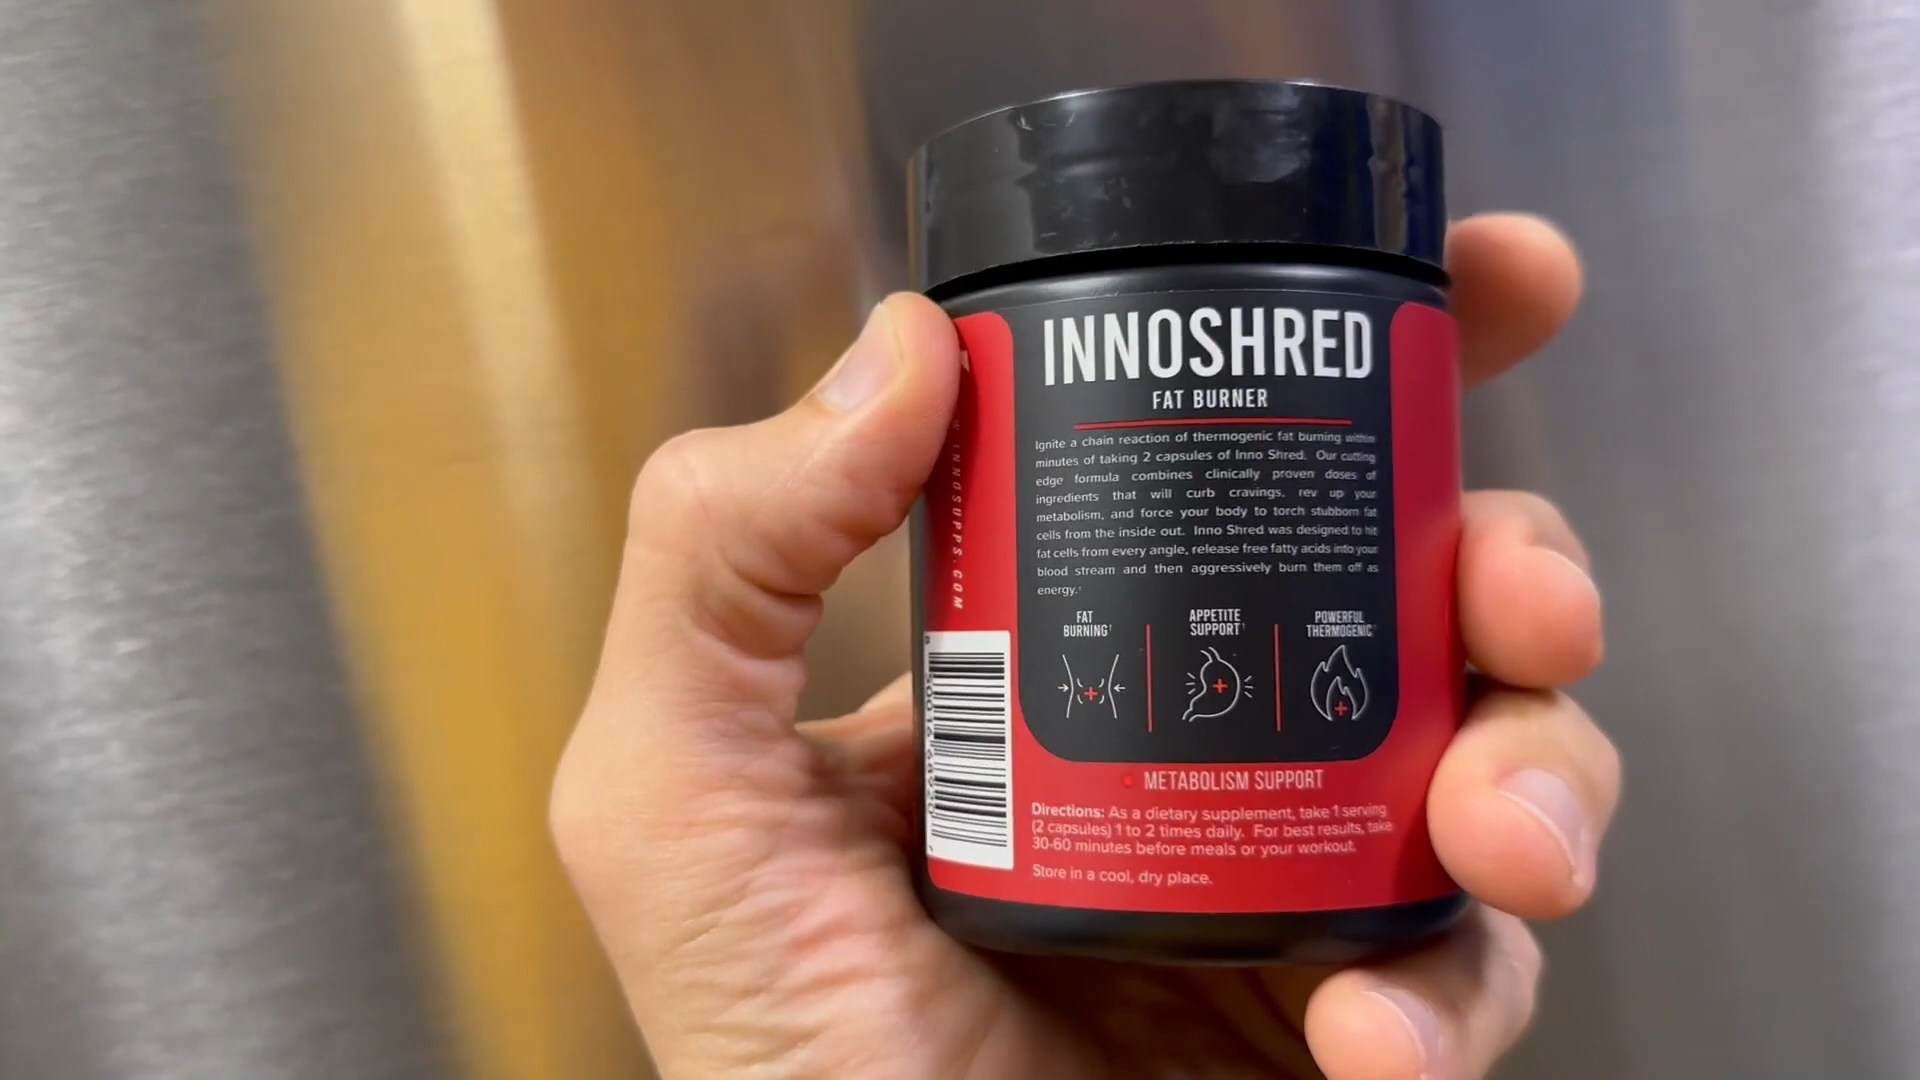 INNOSHRED
FAT BURNER
Ignite a chain reaction of thermogenic fat burning within
minutes of taking 2 capsules of Inno Shred. Our cutting
edge formula combines clinically proven doses of
ingredients that will curb cravings, rev up your
metabolism, and force your body to torch stubborn fat
cells from the inside out. Inno Shred was designed to hit
fat cells from every angle, release free fatty acids into your
blood stream and then aggressively burn them off as
energy.†
FAT
BURNING†
APPETITE
SUPPORT†
POWERFUL
THERMOGENIC†
METABOLISM SUPPORT
Directions: As a dietary supplement, take 1 serving
(2 capsules) 1 to 2 times daily. For best results, take
30-60 minutes before meals or your workout.
Store in a cool, dry place.
INNOSUPPS.COM